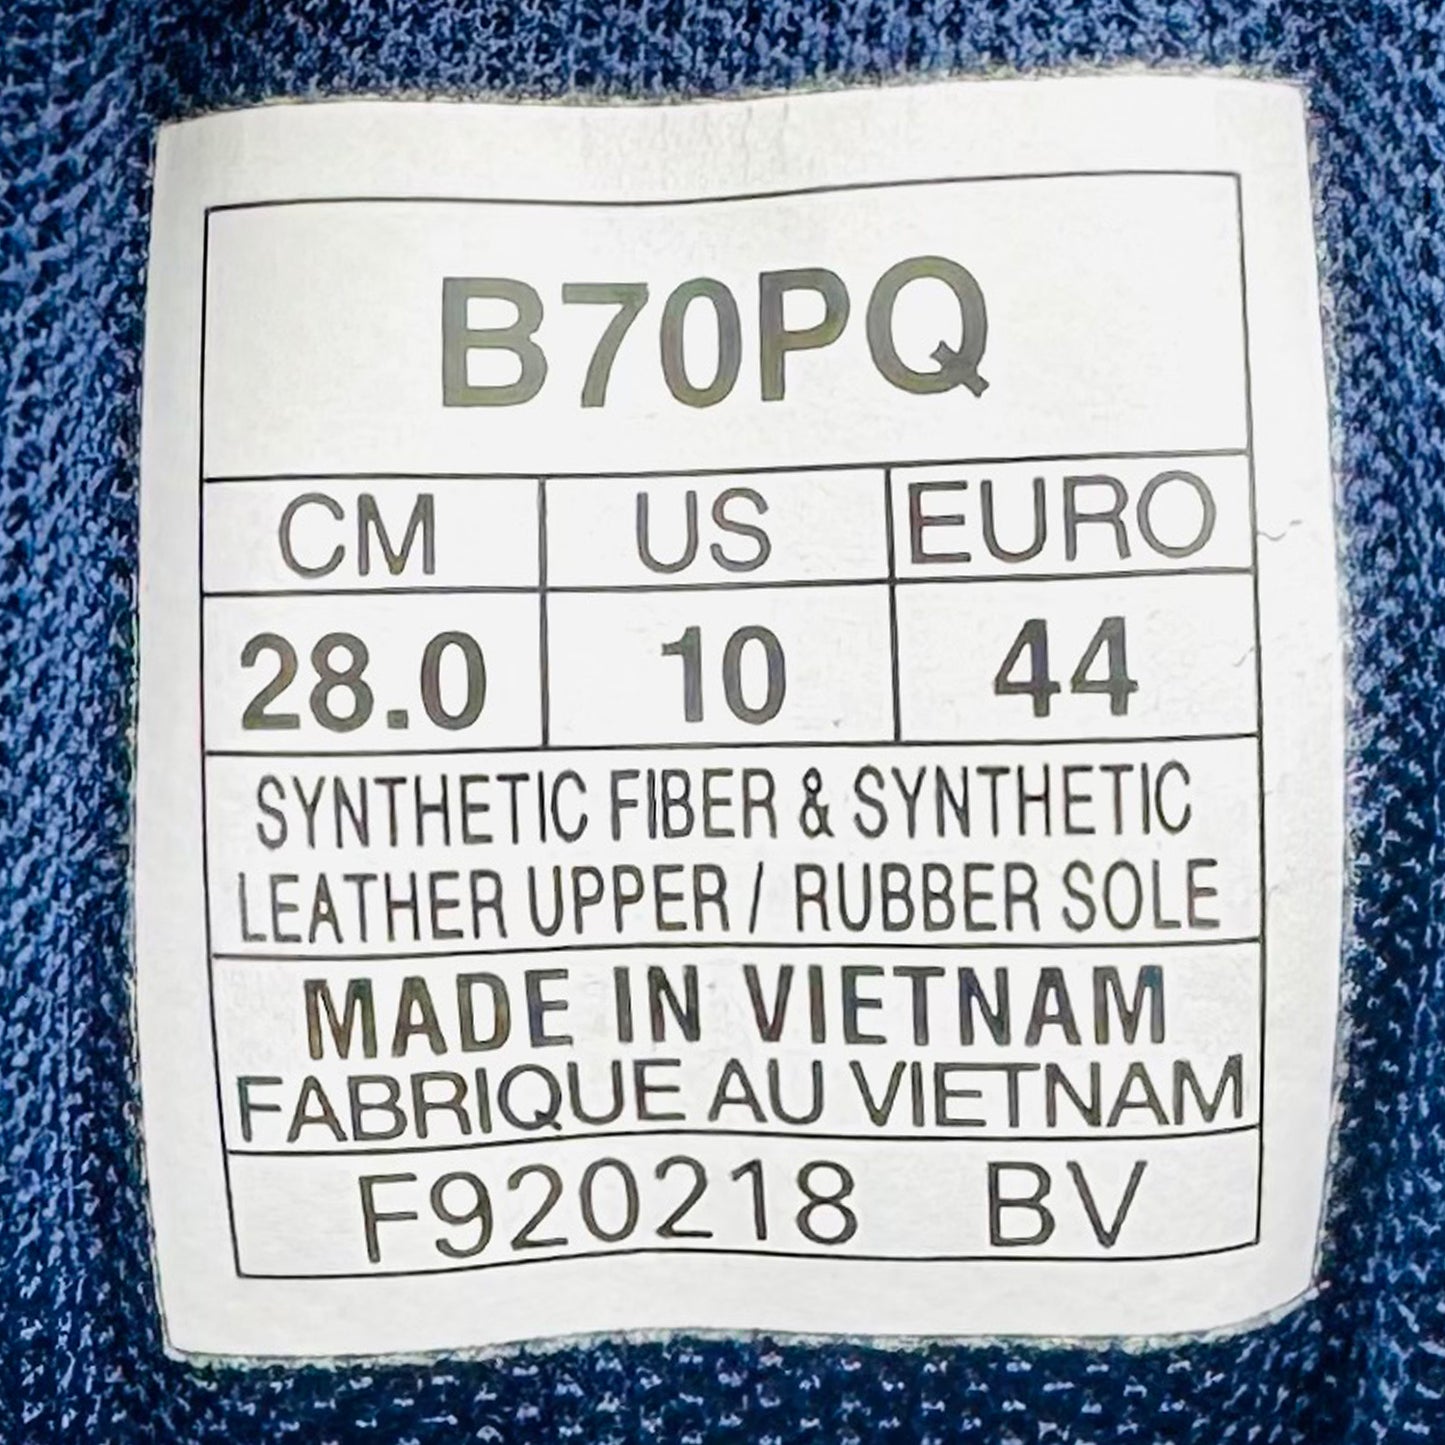 B70PQ
CM US EURO
28.0 10 44
SYNTHETIC FIBER & SYNTHETIC
LEATHER UPPER / RUBBER SOLE
MADE IN VIETNAM
FABRIQUE AU VIETNAM
F920218 BV